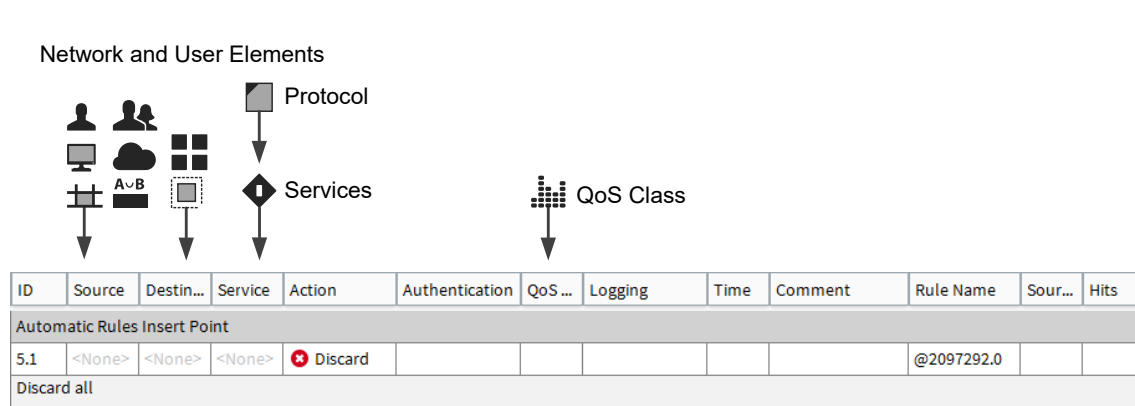 Network and User Elements
Protocol
A∪B
Services
QoS Class
ID Source Destin... Service Action Authentication QoS ... Logging Time Comment Rule Name Sour... Hits
Automatic Rules Insert Point
5.1 <None> <None> <None> Discard @2097292.0
Discard all